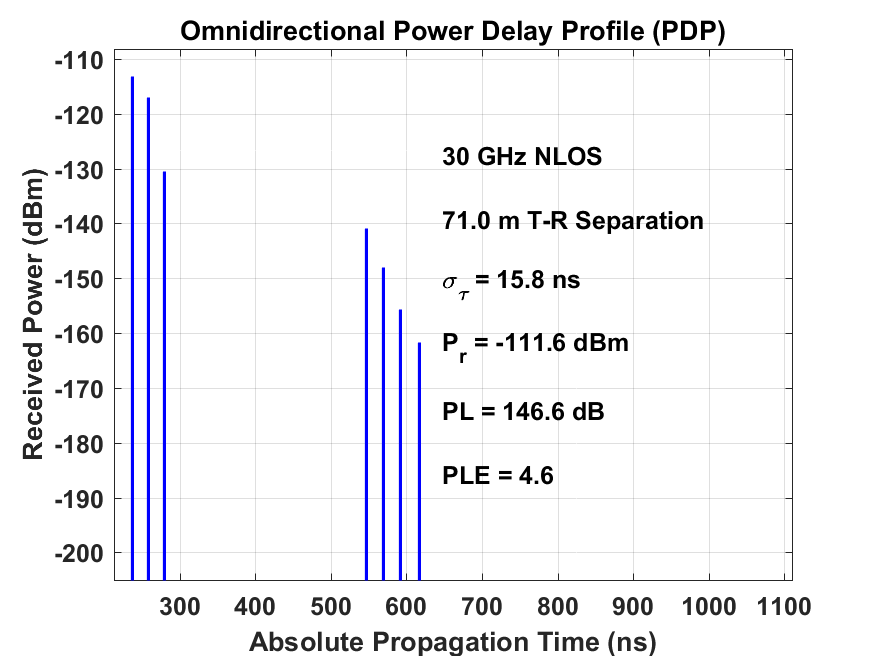 Omnidirectional Power Delay Profile (PDP)
-110
-120
-130
-140
-150
-160
-170
-180
-190
-200
Received Power (dBm)
30 GHz NLOS
71.0 m T-R Separation
σ_τ = 15.8 ns
P_r = -111.6 dBm
PL = 146.6 dB
PLE = 4.6
300 400 500 600 700 800 900 1000 1100
Absolute Propagation Time (ns)